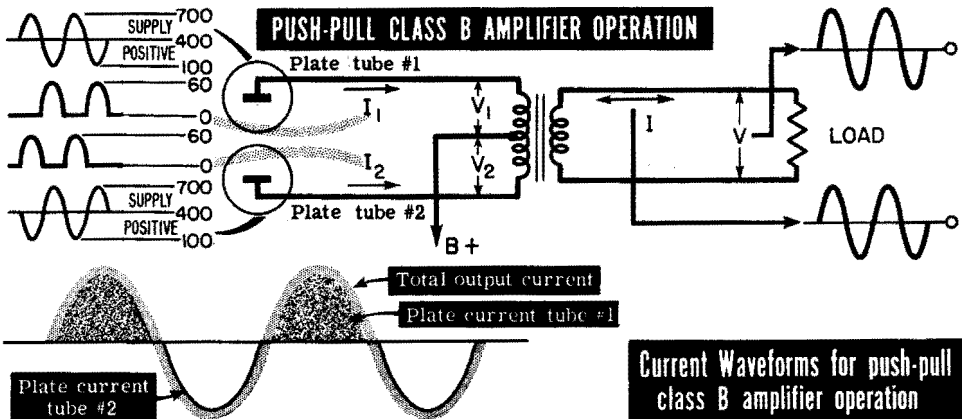 PUSH-PULL CLASS B AMPLIFIER OPERATION
700
SUPPLY
400
POSITIVE
100
60
0
60
0
700
SUPPLY
400
POSITIVE
100
Plate tube #1
I1
V1
I2
V2
Plate tube #2
B+
I
V
LOAD
Total output current
Plate current tube #1
Plate current
tube #2
Current Waveforms for push-pull
class B amplifier operation